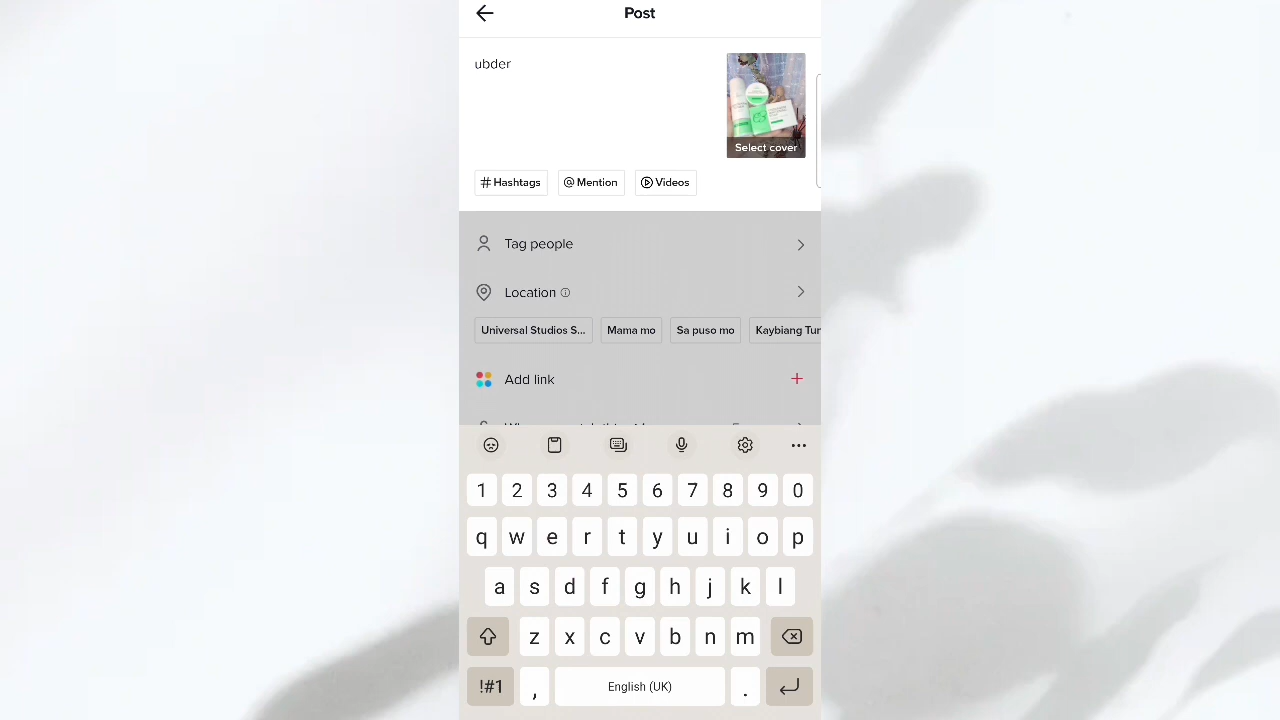 Post
ubder
Select cover
# Hashtags
@ Mention
Videos
Tag people
Location
Universal Studios S...
Mama mo
Sa puso mo
Kaybiang Tun
Add link
1 2 3 4 5 6 7 8 9 0
q w e r t y u i o p
a s d f g h j k l
z x c v b n m
!#1 , English (UK) .